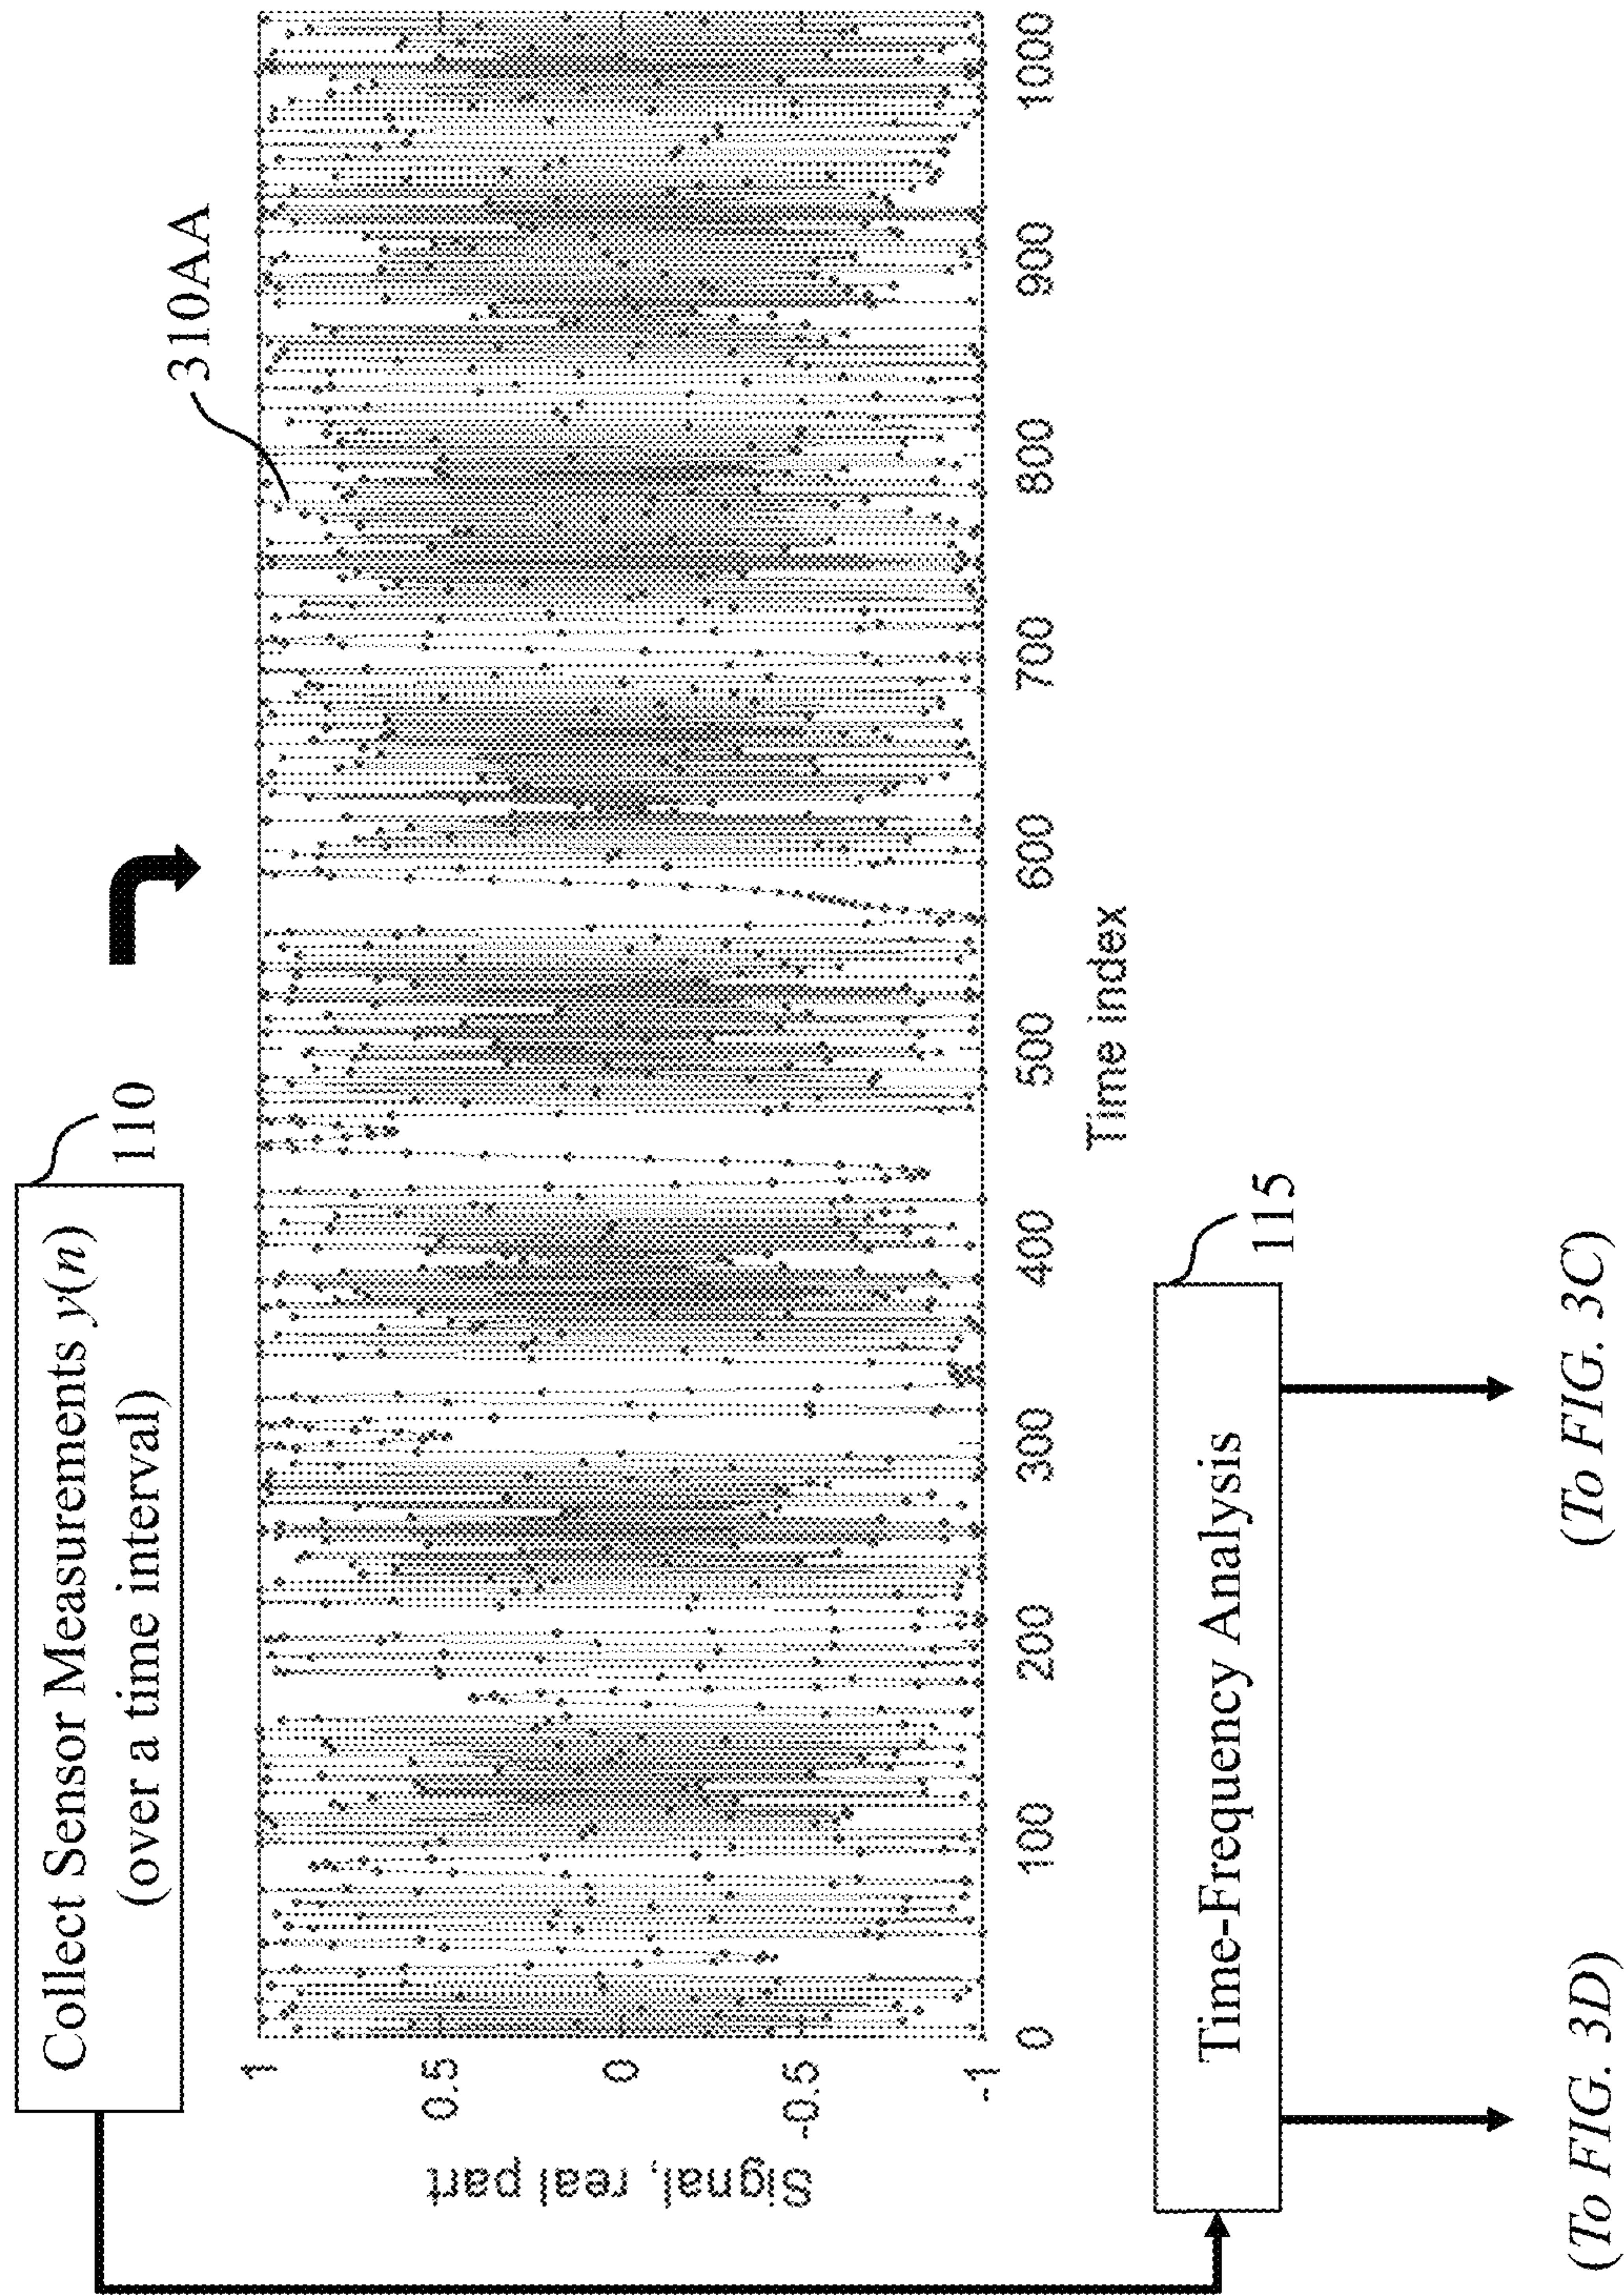 Collect Sensor Measurements y(n)
(over a time interval)
110
310AA
Signal, real part
1
0.5
0
-0.5
-1
0 100 200 300 400 500 600 700 800 900 1000
Time index
Time-Frequency Analysis
115
(To FIG. 3D)
(To FIG. 3C)